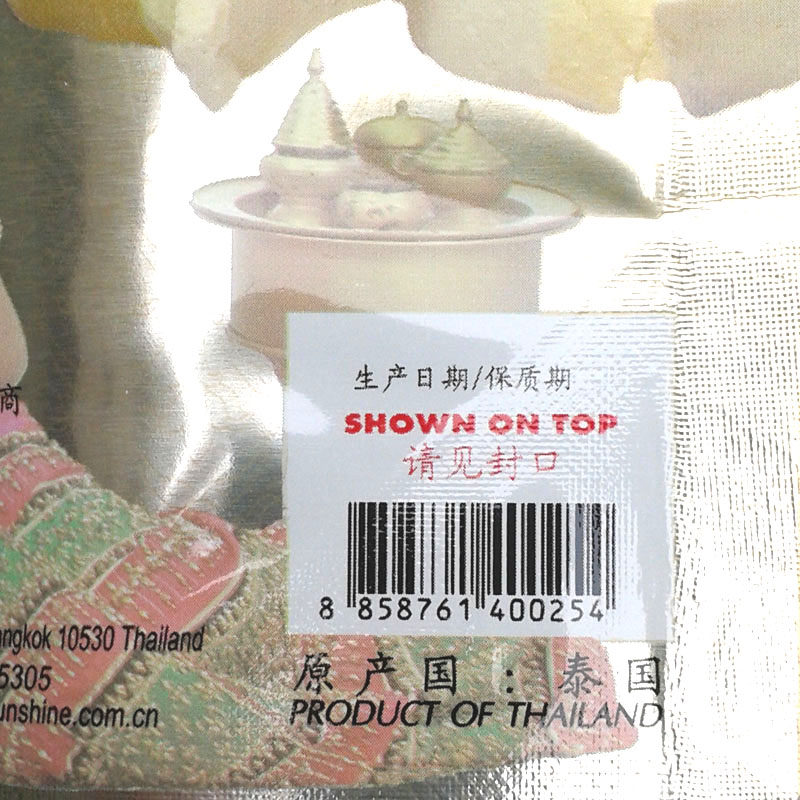 生产日期/保质期
商
SHOWN ON TOP
请见封口
8 858761 400254
ngkok 10530 Thailand
5305
原产国：泰国
unshine.com.cn
PRODUCT OF THAILAND